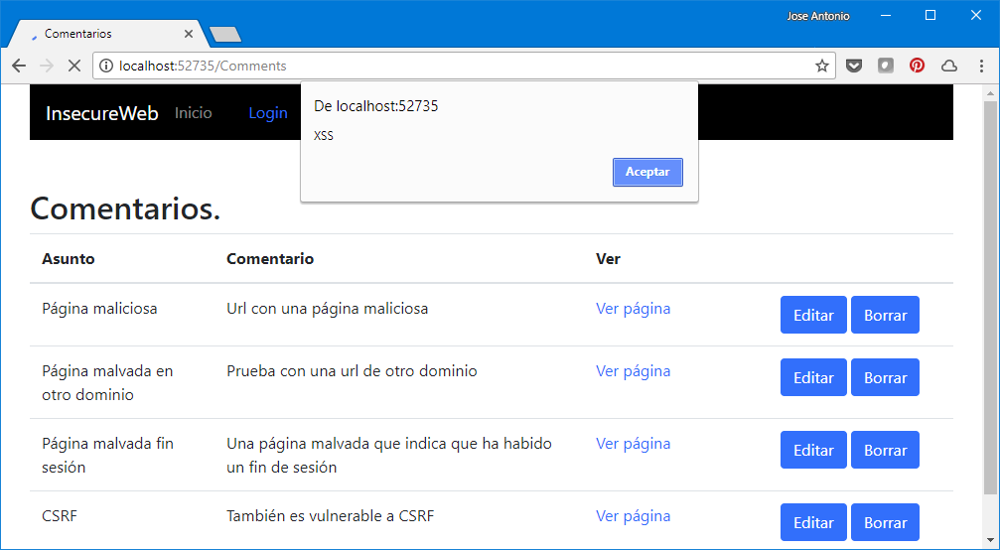 Jose Antonio
Comentarios
localhost:52735/Comments
InsecureWeb Inicio Login
De localhost:52735
XSS
Aceptar
Comentarios.
Asunto Comentario Ver
Página maliciosa Url con una página maliciosa Ver página Editar Borrar
Página malvada en Prueba con una url de otro dominio Ver página Editar Borrar
otro dominio
Página malvada fin Una página malvada que indica que ha habido Ver página Editar Borrar
sesión un fin de sesión
CSRF También es vulnerable a CSRF Ver página Editar Borrar